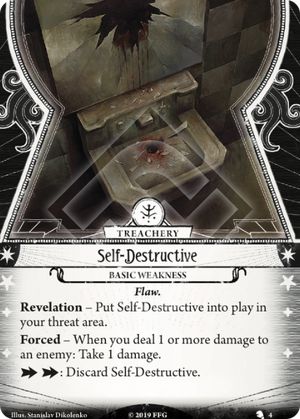 TREACHERY
Self-Destructive
BASIC WEAKNESS
Flaw.
Revelation – Put Self-Destructive into play in
your threat area.
Forced – When you deal 1 or more damage to
an enemy: Take 1 damage.
: Discard Self-Destructive.
Illus. Stanislav Dikolenko © 2019 FFG 4